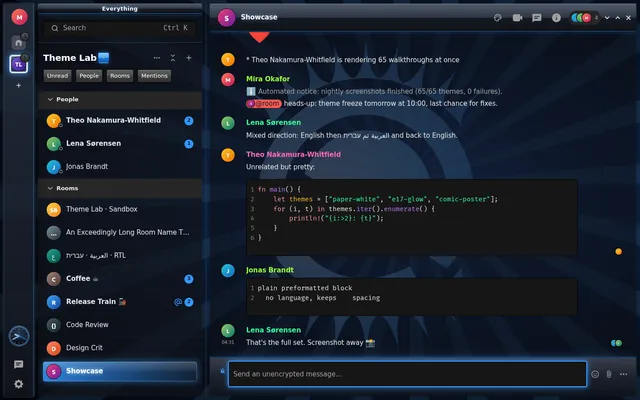 Everything
M
TL
+
Search
Ctrl K
Theo Lab
Unread
People
Rooms
Mentions
People
T
Theo Nakamura-Whitfield
2
L
Lena Sørensen
1
J
Jonas Brandt
Rooms
SB
Theme Lab · Sandbox
...
An Exceedingly Long Room Name T...
ع
العربية · עברית · RTL
C
Coffee
3
R
Release Train
@
2
()
Code Review
D
Design Crit
S
Showcase
S
Showcase
4
T
* Theo Nakamura-Whitfield is rendering 65 walkthroughs at once
M
Mira Okafor
Automated notice: nightly screenshots finished (65/65 themes, 0 failures).
@room heads-up: theme freeze tomorrow at 10:00, last chance for fixes.
L
Lena Sørensen
Mixed direction: English then العربية ثم עברית and back to English.
T
Theo Nakamura-Whitfield
Unrelated but pretty:
1 fn main() {
2     let themes = ["paper-white", "e17-glow", "comic-poster"];
3     for (i, t) in themes.iter().enumerate() {
4         println!("{i:>2}: {t}");
5     }
6 }
J
Jonas Brandt
1 plain preformatted block
2   no language, keeps    spacing
L
Lena Sørensen
04:31
That's the full set. Screenshot away
Send an unencrypted message...